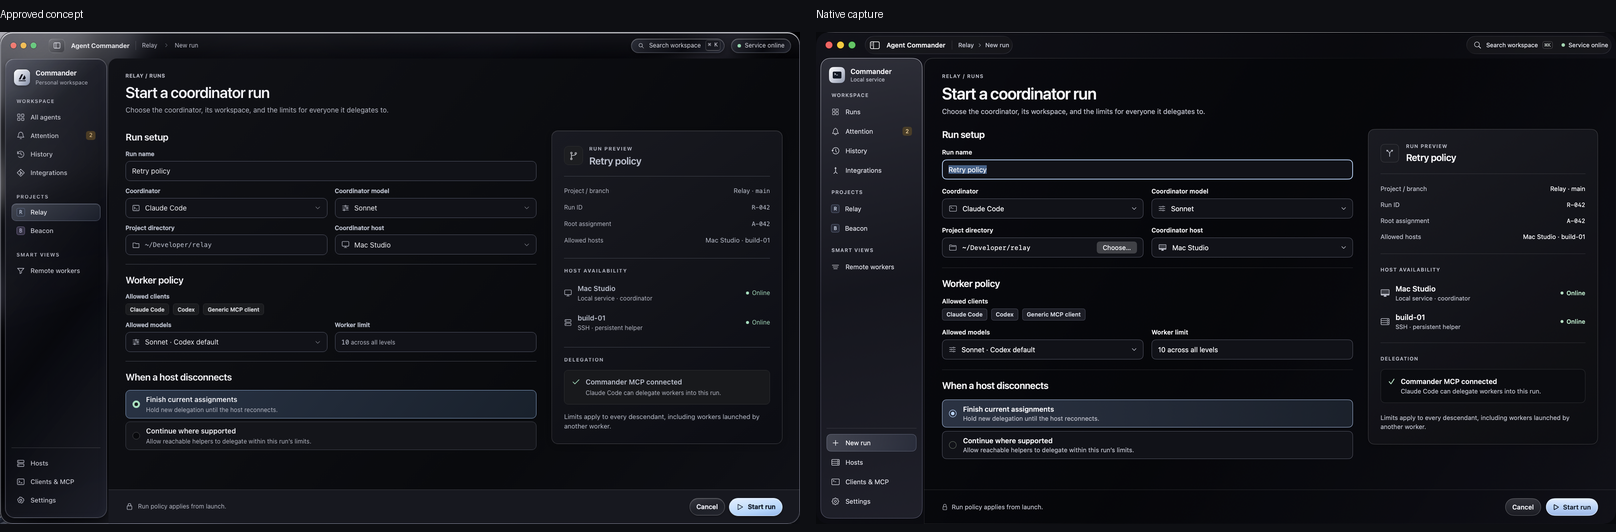 Approved concept
Agent Commander
Relay › New run
Search workspace ⌘ K
Service online
Commander
Personal workspace
WORKSPACE
All agents
Attention 2
History
Integrations
PROJECTS
R Relay
B Beacon
SMART VIEWS
Remote workers
Hosts
Clients & MCP
Settings
RELAY / RUNS
Start a coordinator run
Choose the coordinator, its workspace, and the limits for everyone it delegates to.
Run setup
Run name
Retry policy
Coordinator Coordinator model
Claude Code Sonnet
Project directory Coordinator host
~/Developer/relay Mac Studio
Worker policy
Allowed clients
Claude Code Codex Generic MCP client
Allowed models Worker limit
Sonnet · Codex default 10 across all levels
When a host disconnects
Finish current assignments
Hold new delegation until the host reconnects.
Continue where supported
Allow reachable helpers to delegate within this run's limits.
RUN PREVIEW
Retry policy
Project / branch Relay · main
Run ID R-042
Root assignment A-042
Allowed hosts Mac Studio · build-01
HOST AVAILABILITY
Mac Studio
Local service · coordinator
Online
build-01
SSH · persistent helper
Online
DELEGATION
Commander MCP connected
Claude Code can delegate workers into this run.
Limits apply to every descendant, including workers launched by
another worker.
Run policy applies from launch.
Cancel Start run
Native capture
Agent Commander
Relay › New run
Search workspace ⌘K
Service online
Commander
Local service
WORKSPACE
Runs
Attention 2
History
Integrations
PROJECTS
R Relay
B Beacon
SMART VIEWS
Remote workers
New run
Hosts
Clients & MCP
Settings
RELAY / RUNS
Start a coordinator run
Choose the coordinator, its workspace, and the limits for everyone it delegates to.
Run setup
Run name
Retry policy
Coordinator Coordinator model
Claude Code Sonnet
Project directory Coordinator host
~/Developer/relay Choose... Mac Studio
Worker policy
Allowed clients
Claude Code Codex Generic MCP client
Allowed models Worker limit
Sonnet · Codex default 10 across all levels
When a host disconnects
Finish current assignments
Hold new delegation until the host reconnects.
Continue where supported
Allow reachable helpers to delegate within this run's limits.
RUN PREVIEW
Retry policy
Project / branch Relay · main
Run ID R-042
Root assignment A-042
Allowed hosts Mac Studio · build-01
HOST AVAILABILITY
Mac Studio
Local service · coordinator
Online
build-01
SSH · persistent helper
Online
DELEGATION
Commander MCP connected
Claude Code can delegate workers into this run.
Limits apply to every descendant, including workers launched by
another worker.
Run policy applies from launch.
Cancel Start run